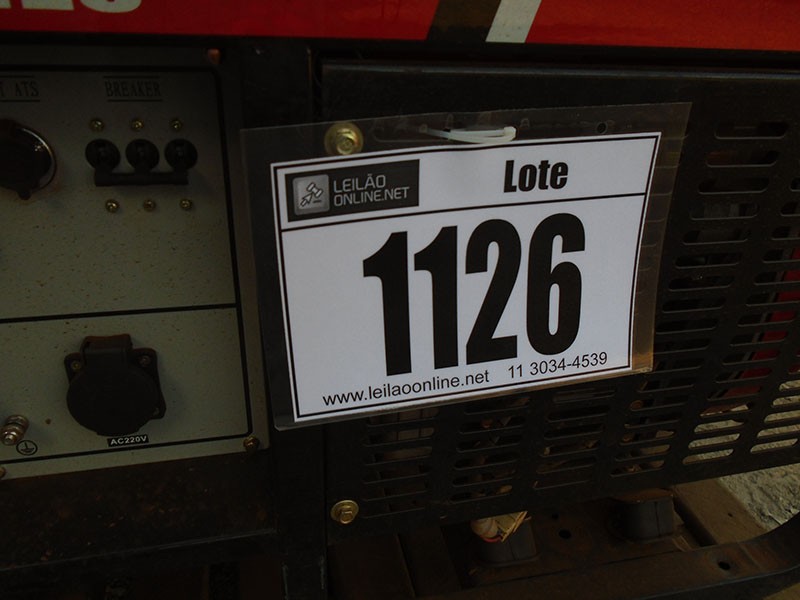 ATS
BREAKER
LEILÃO
ONLINE.NET
Lote
1126
www.leilaoonline.net 11 3034-4539
AC220V